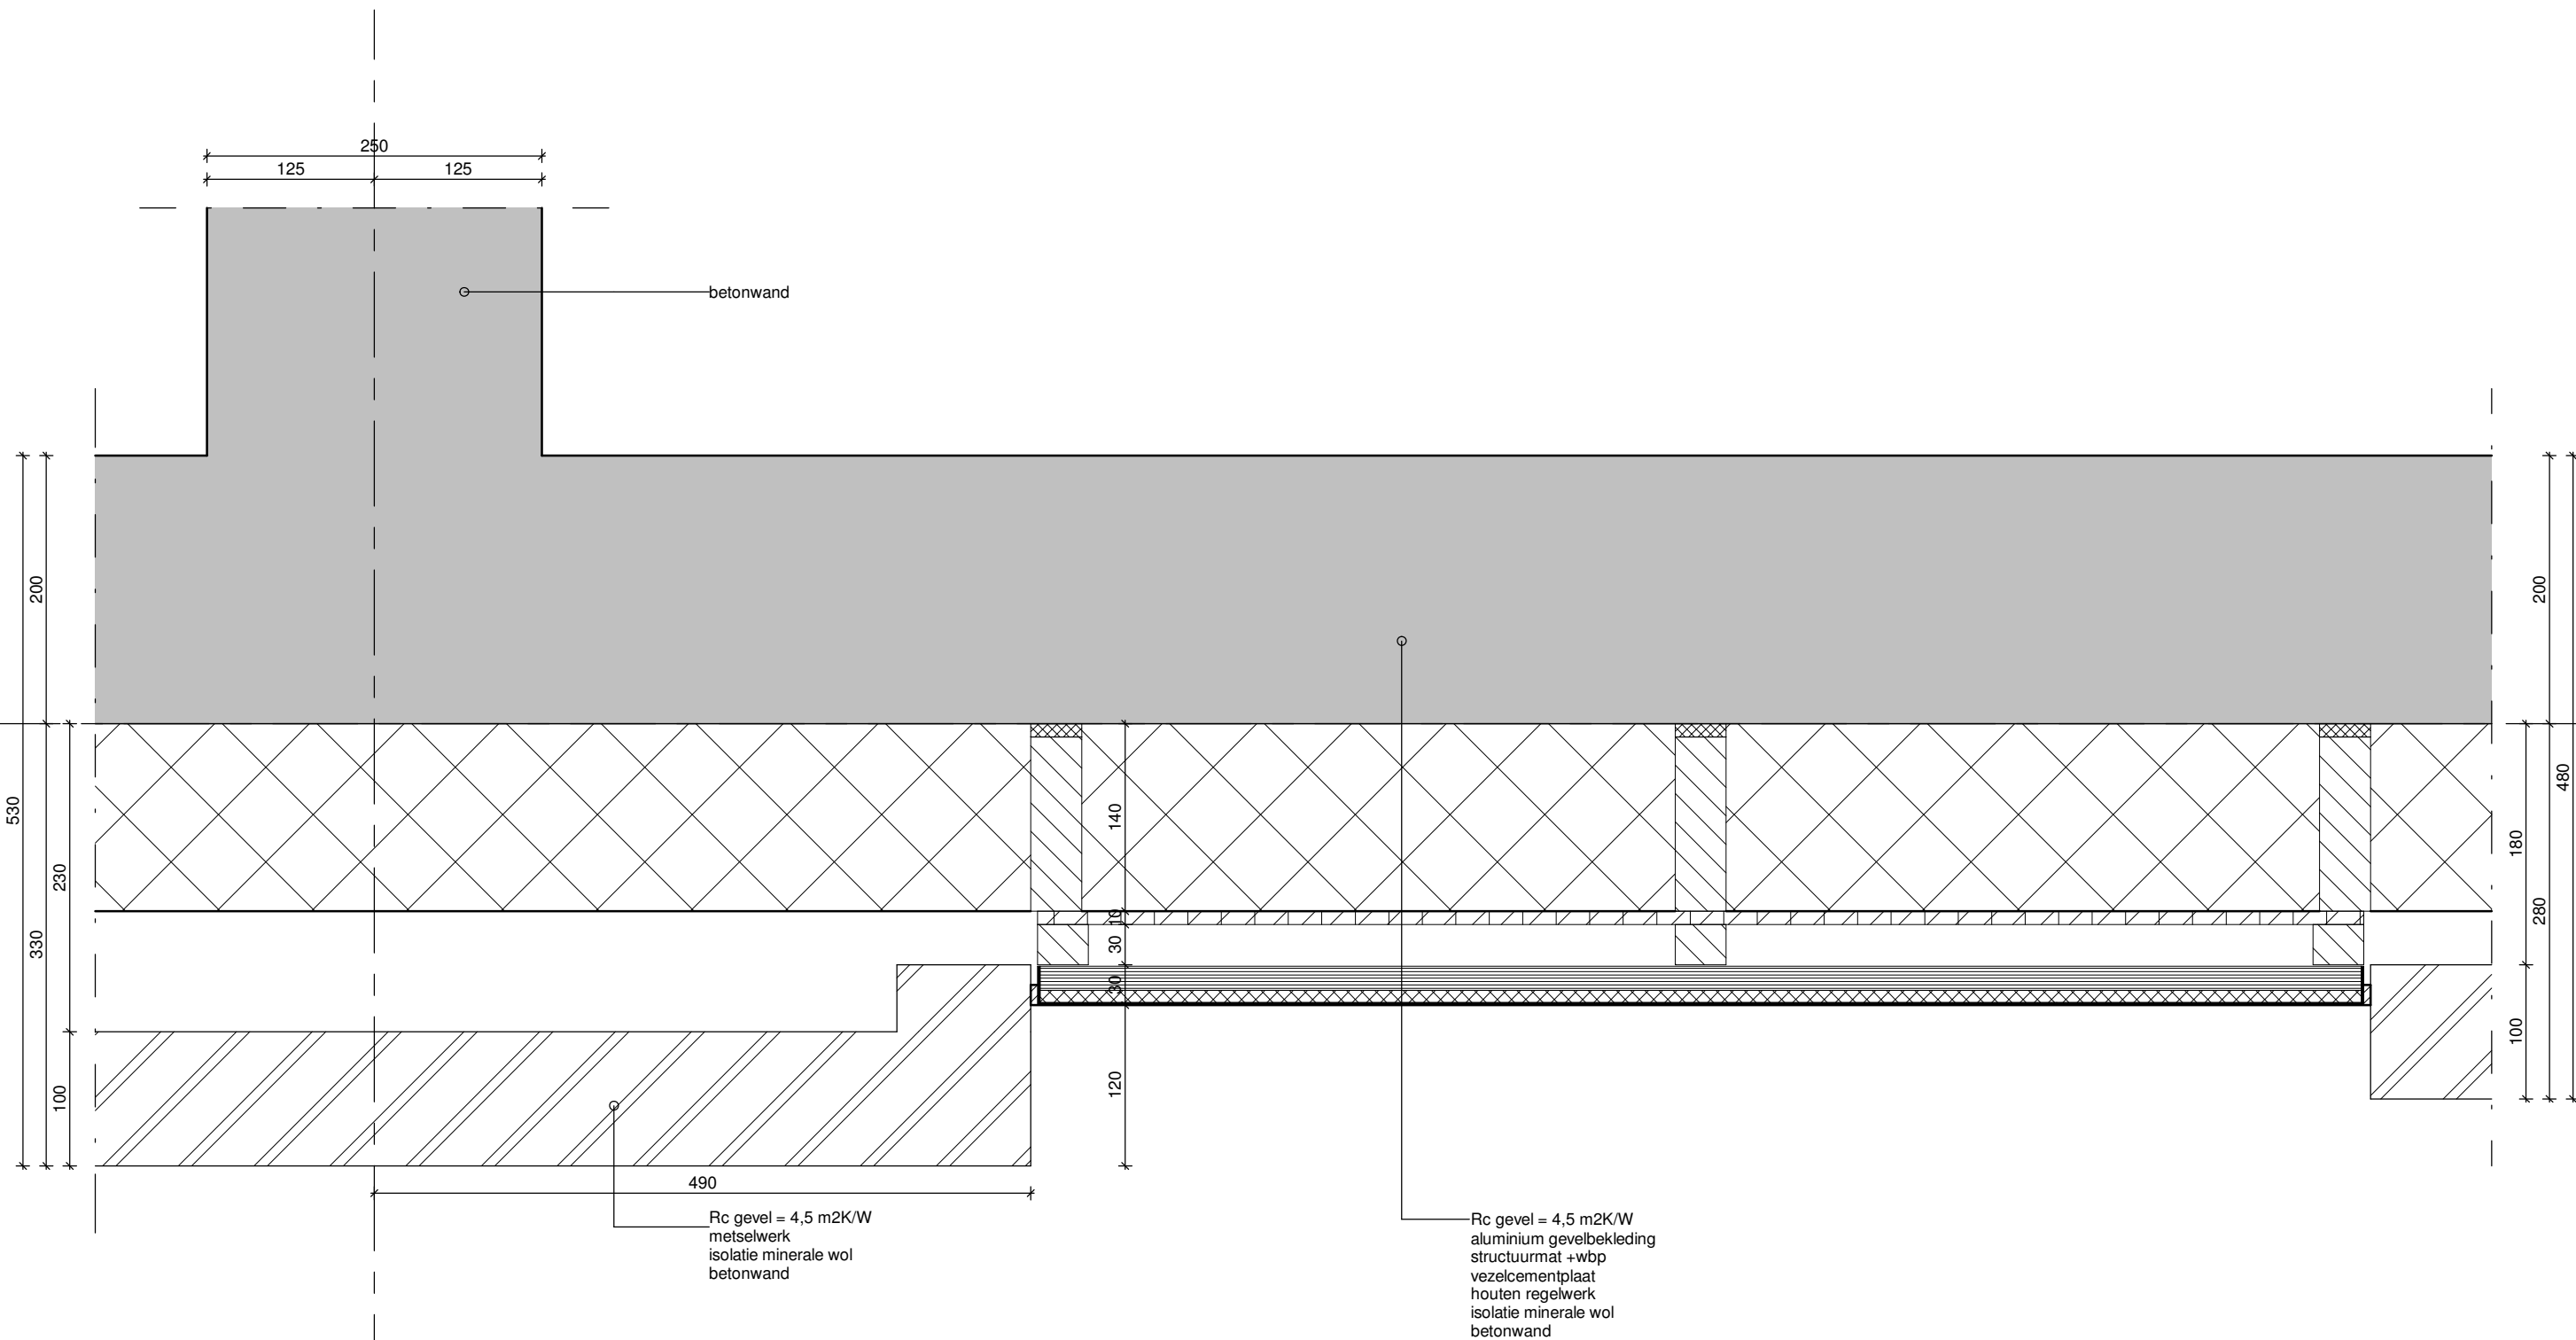 250
125
125
betonwand
200
200
530
480
140
180
230
10
280
330
30
30
100
100
120
490
Rc gevel = 4,5 m2K/W
metselwerk
isolatie minerale wol
betonwand
Rc gevel = 4,5 m2K/W
aluminium gevelbekleding
structuurmat +wbp
vezelcementplaat
houten regelwerk
isolatie minerale wol
betonwand